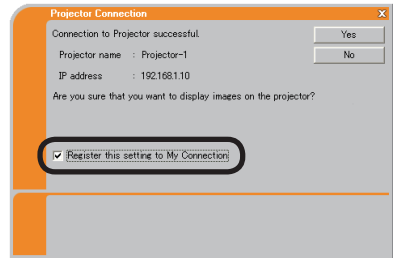 Projector Connection
Connection to Projector successful.
Yes
Projector name : Projector-1
No
IP address : 192.168.1.10
Are you sure that you want to display images on the projector?
Register this setting to My Connection